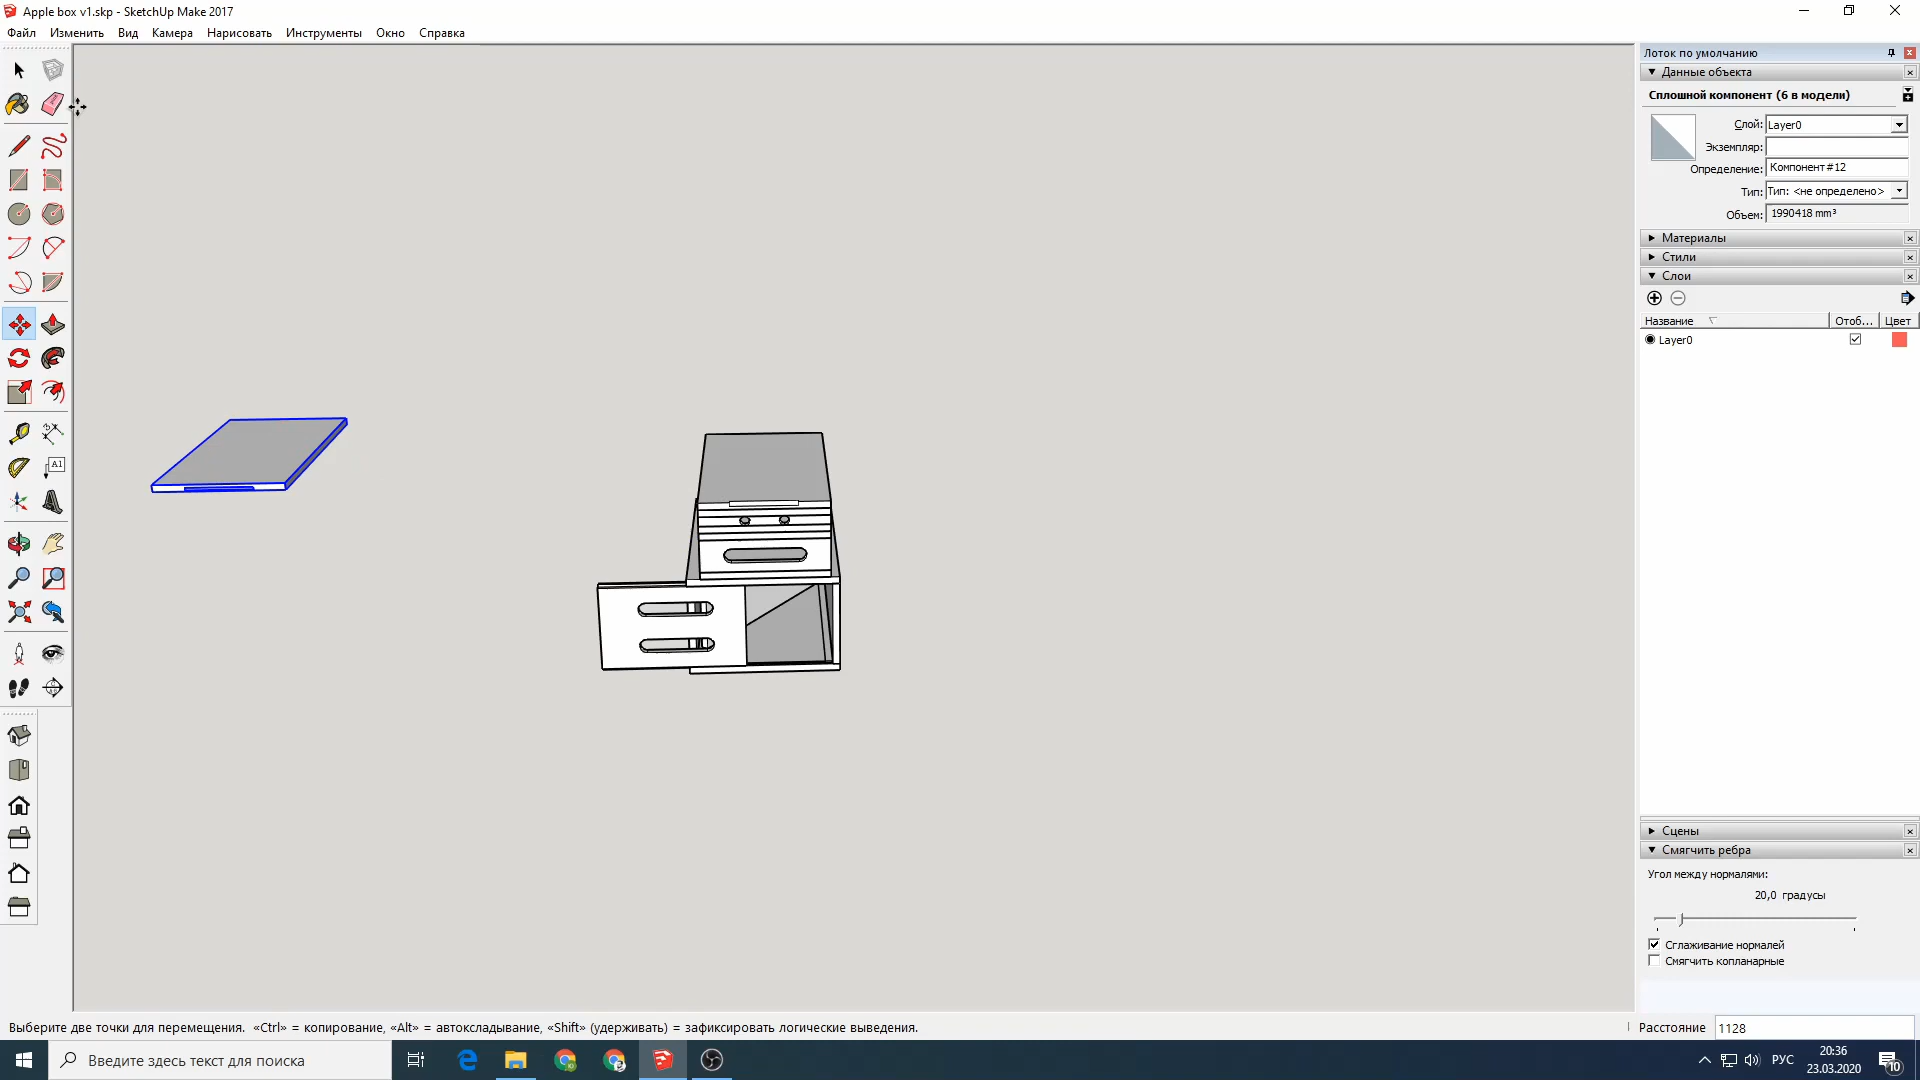 Apple box v1.skp - SketchUp Make 2017
Файл Изменить Вид Камера Нарисовать Инструменты Окно Справка
Лоток по умолчанию
Данные объекта
Сплошной компонент (6 в модели)
Слой: Layer0
Экземпляр:
Определение: Компонент#12
Тип: Тип: <не определено>
Объем: 1990418 mm³
Материалы
Стили
Слои
Название Отоб... Цвет
Layer0
A1
Сцены
Смягчить ребра
Угол между нормалями:
20,0 градусы
Сглаживание нормалей
Смягчить копланарные
Выберите две точки для перемещения. «Ctrl» = копирование, «Alt» = автоскладывание, «Shift» (удерживать) = зафиксировать логические выведения.
Расстояние 1128
Введите здесь текст для поиска
РУС
20:36
23.03.2020
10